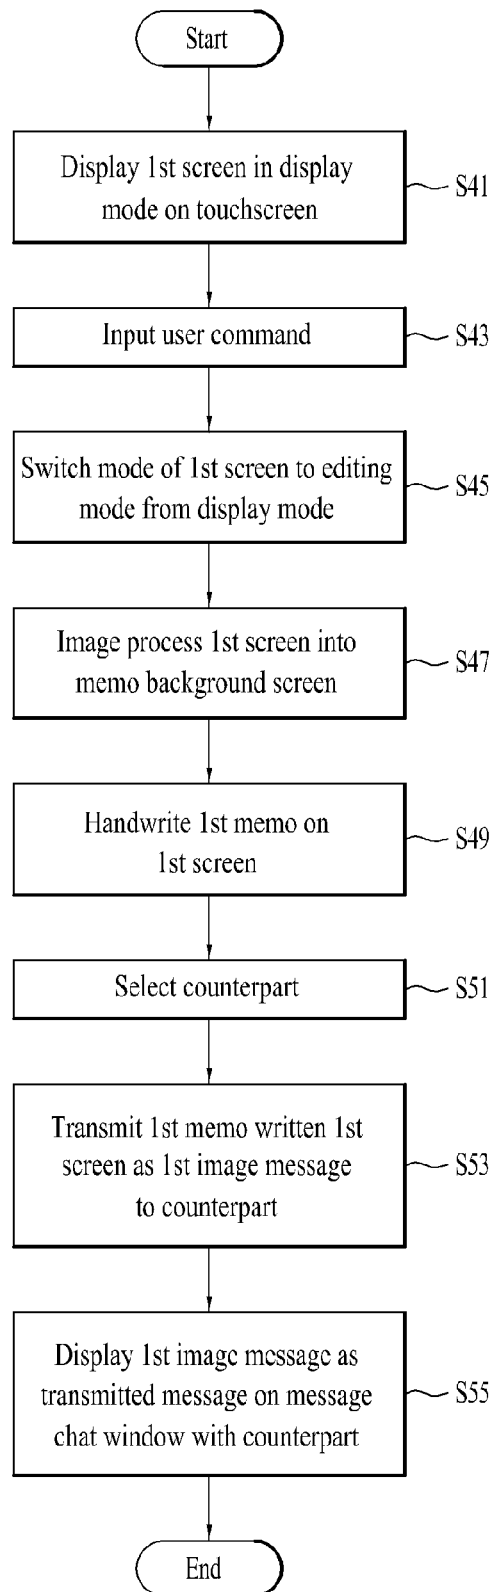 Start
Display 1st screen in display
mode on touchscreen
S41
Input user command
S43
Switch mode of 1st screen to editing
mode from display mode
S45
Image process 1st screen into
memo background screen
S47
Handwrite 1st memo on
1st screen
S49
Select counterpart
S51
Transmit 1st memo written 1st
screen as 1st image message
to counterpart
S53
Display 1st image message as
transmitted message on message
chat window with counterpart
S55
End